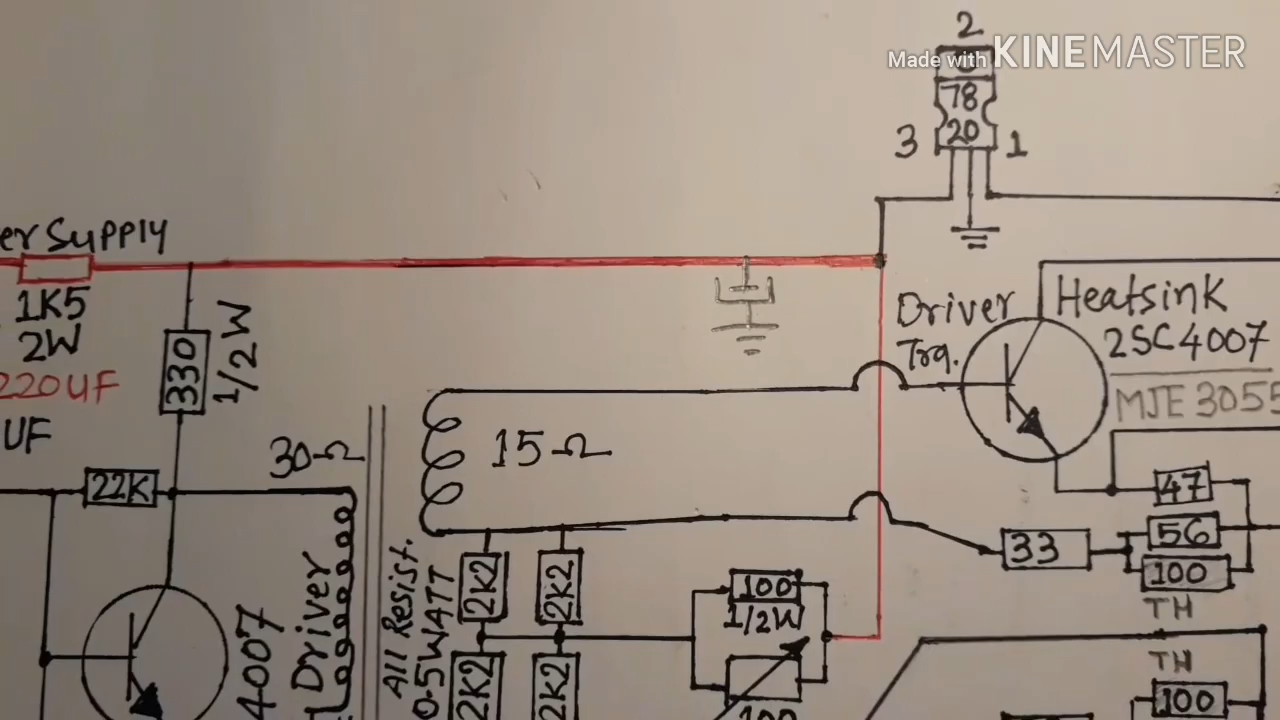 2
Made with KINEMASTER
78
20
3
1
er Supply
1K5
2W
220UF
UF
330
1/2W
22K
30Ω
15Ω
Driver
Trq.
Heatsink
2SC4007
MJE3055
47
56
100
TH
TH
100
33
All Resist.
0.5WATT
2K2
2K2
2K2
2K2
100
1/2W
100
Driver
4007